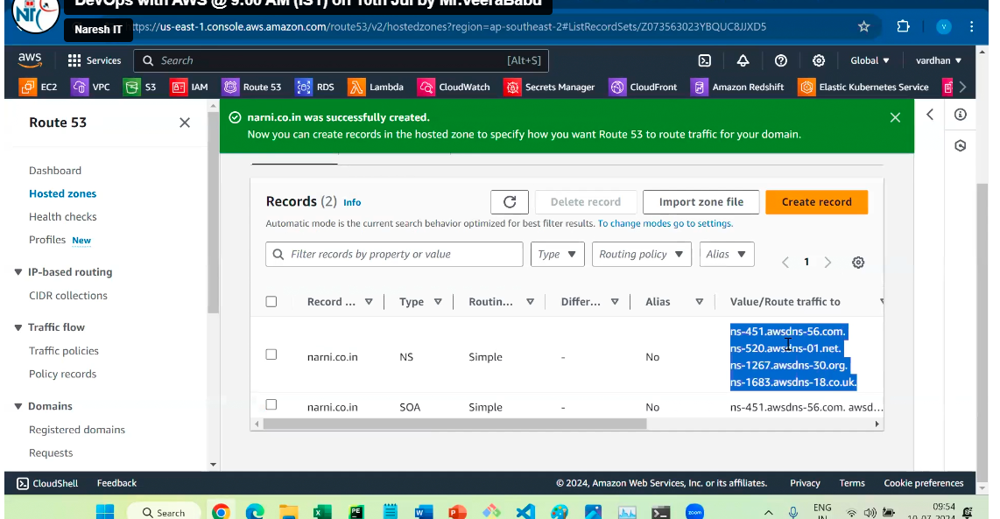 DevOps with AWS @ 9:00 AM (IST) on 10th Jul by Mr.VeeraBabu
Naresh IT
ttps://us-east-1.console.aws.amazon.com/route53/v2/hostedzones?region=ap-southeast-2#ListRecordSets/Z073563023YBQUC8JJXD5
V
aws Services Search [Alt+S] Global vardhan
EC2 VPC S3 IAM Route 53 RDS Lambda CloudWatch Secrets Manager CloudFront Amazon Redshift Elastic Kubernetes Service
Route 53
narni.co.in was successfully created.
Now you can create records in the hosted zone to specify how you want Route 53 to route traffic for your domain.
Dashboard
Hosted zones
Health checks
Profiles New
IP-based routing
CIDR collections
Traffic flow
Traffic policies
Policy records
Domains
Registered domains
Requests
Records (2) Info
Delete record
Import zone file
Create record
Automatic mode is the current search behavior optimized for best filter results. To change modes go to settings.
Filter records by property or value
Type
Routing policy
Alias
1
Record ... Type Routin... Differ... Alias Value/Route traffic to
narni.co.in NS Simple - No
ns-451.awsdns-56.com.
ns-520.awsdns-01.net.
ns-1267.awsdns-30.org.
ns-1683.awsdns-18.co.uk.
narni.co.in SOA Simple - No ns-451.awsdns-56.com. awsd...
CloudShell Feedback © 2024, Amazon Web Services, Inc. or its affiliates. Privacy Terms Cookie preferences
Search
zoom
ENG
IN
09:54
10-07-2024